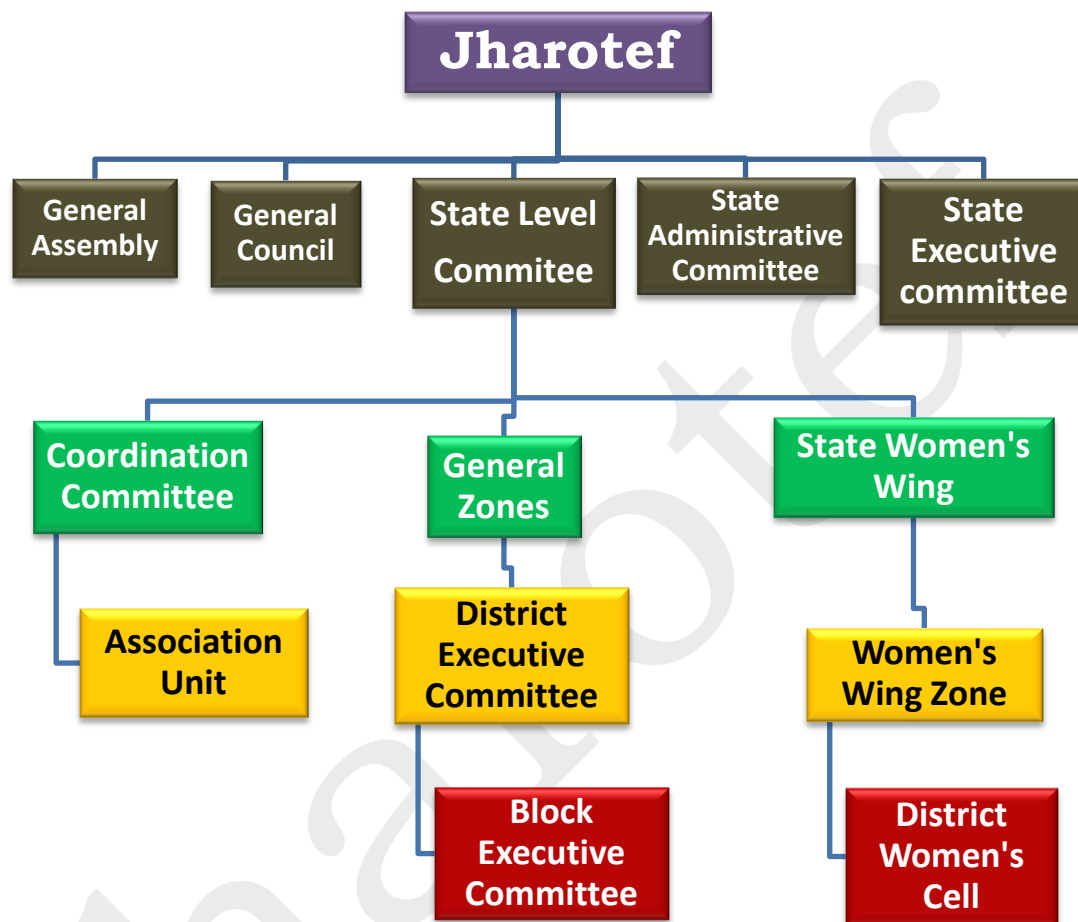 Jharotef
General
Assembly
General
Council
State Level
Commitee
State
Administrative
Committee
State
Executive
committee
Coordination
Committee
General
Zones
State Women's
Wing
Association
Unit
District
Executive
Committee
Women's
Wing Zone
Block
Executive
Committee
District
Women's
Cell
Jharotef